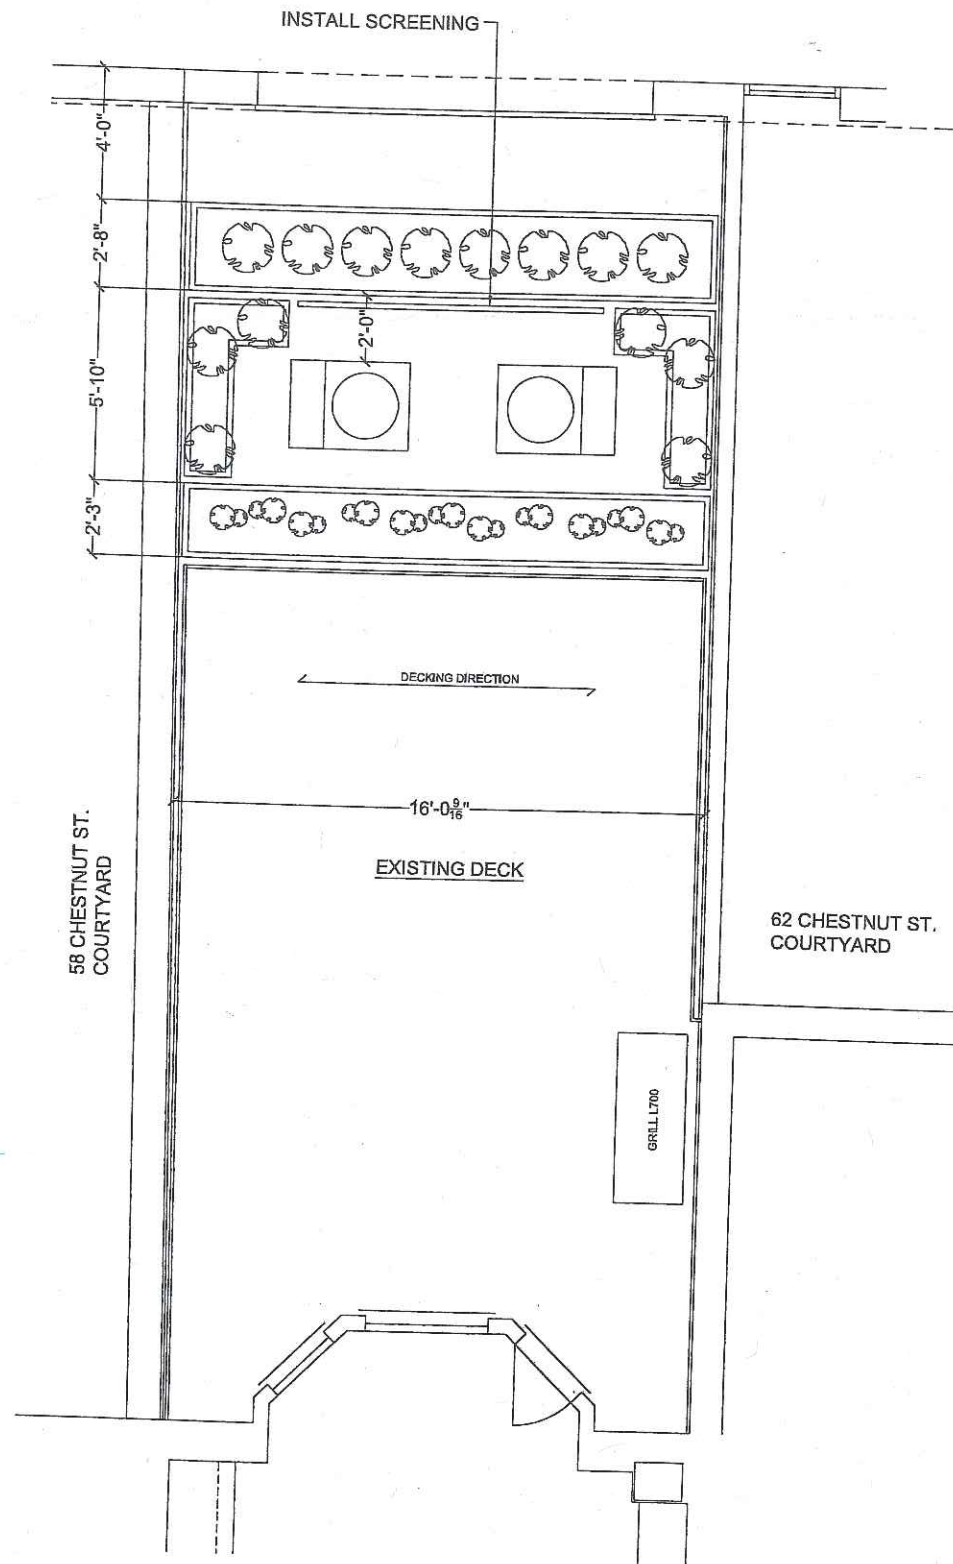 INSTALL SCREENING
4'-0"
2'-8"
2'-0"
5'-10"
2'-3"
DECKING DIRECTION
16'-0 9/16"
EXISTING DECK
58 CHESTNUT ST.
COURTYARD
62 CHESTNUT ST.
COURTYARD
GRILL L700